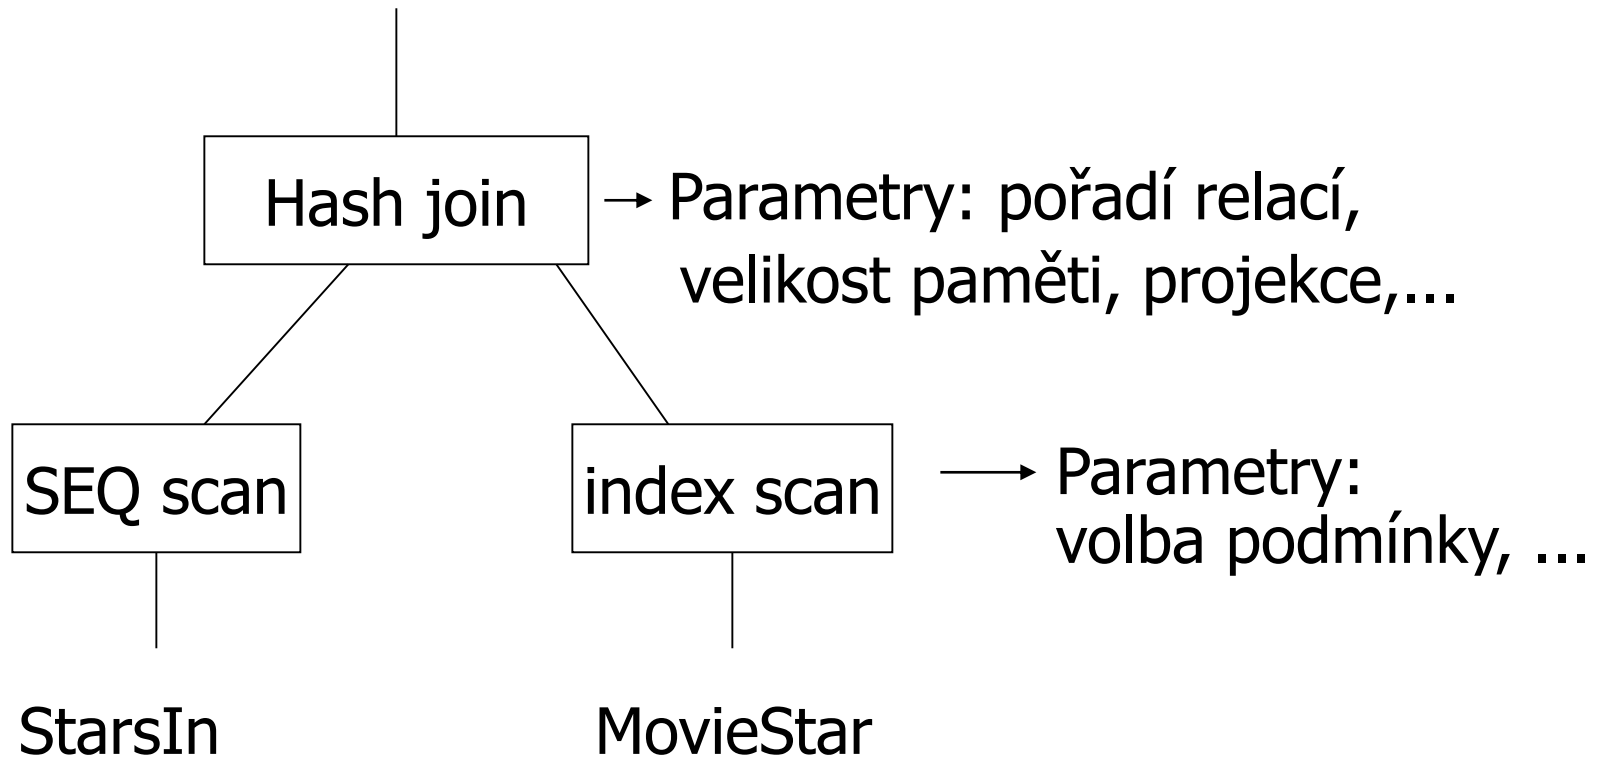 Hash join
Parametry: pořadí relací,
velikost paměti, projekce,...
SEQ scan
index scan
Parametry:
volba podmínky, ...
StarsIn
MovieStar